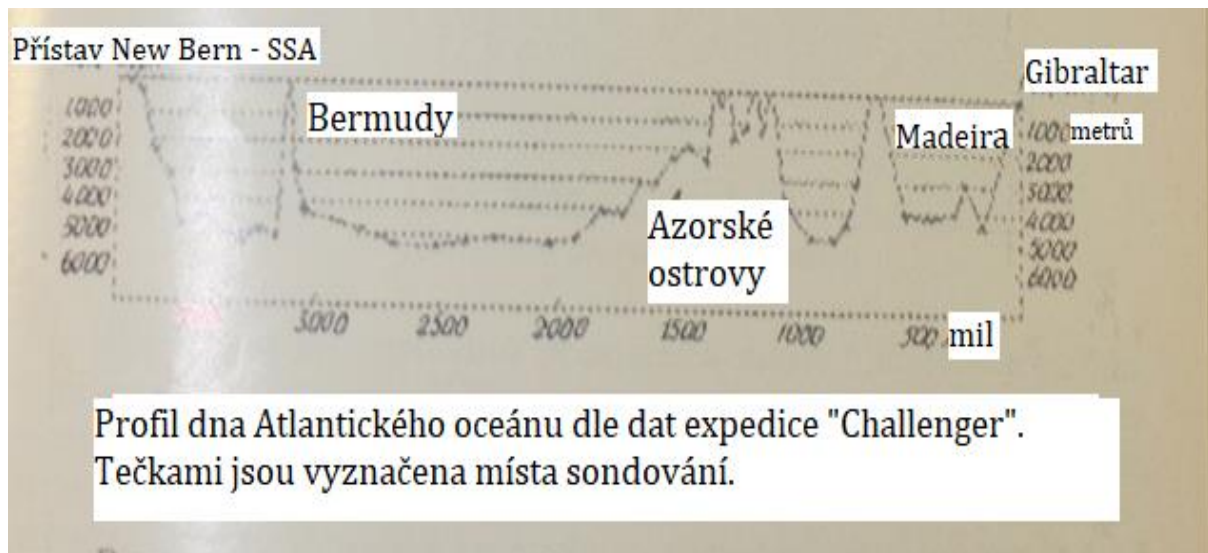 Přístav New Bern - SSA
Gibraltar
Bermudy
Madeira
1000
2000
3000
4000
5000
6000
1000 metrů
2000
3000
4000
5000
6000
Azorské
ostrovy
3000 2500 2000 1500 1000 500 mil
Profil dna Atlantického oceánu dle dat expedice "Challenger".
Tečkami jsou vyznačena místa sondování.